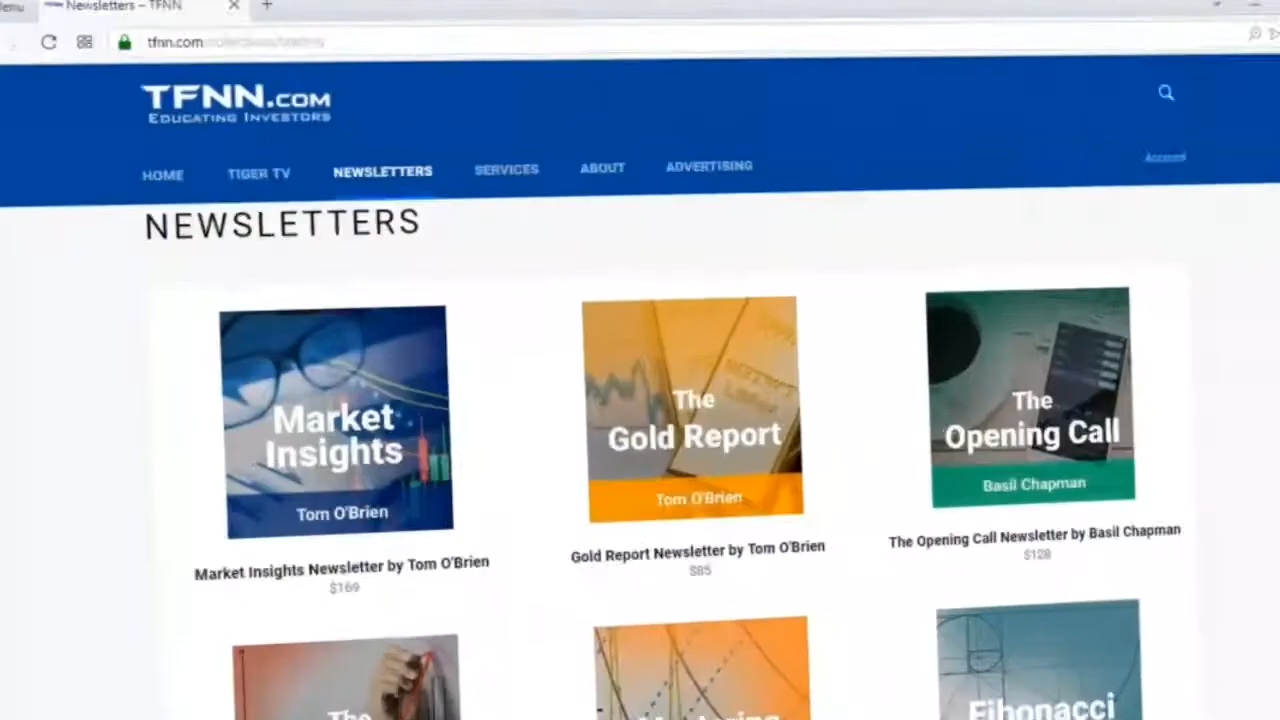 Newsletters – TFNN
tfnn.com
TFNN.COM
EDUCATING INVESTORS
HOME
TIGER TV
NEWSLETTERS
SERVICES
ABOUT
ADVERTISING
Account
NEWSLETTERS
Market
Insights
Tom O'Brien
Market Insights Newsletter by Tom O'Brien
$169
The
Gold Report
Tom O'Brien
Gold Report Newsletter by Tom O'Brien
$85
The
Opening Call
Basil Chapman
The Opening Call Newsletter by Basil Chapman
$128
The
Fibonacci